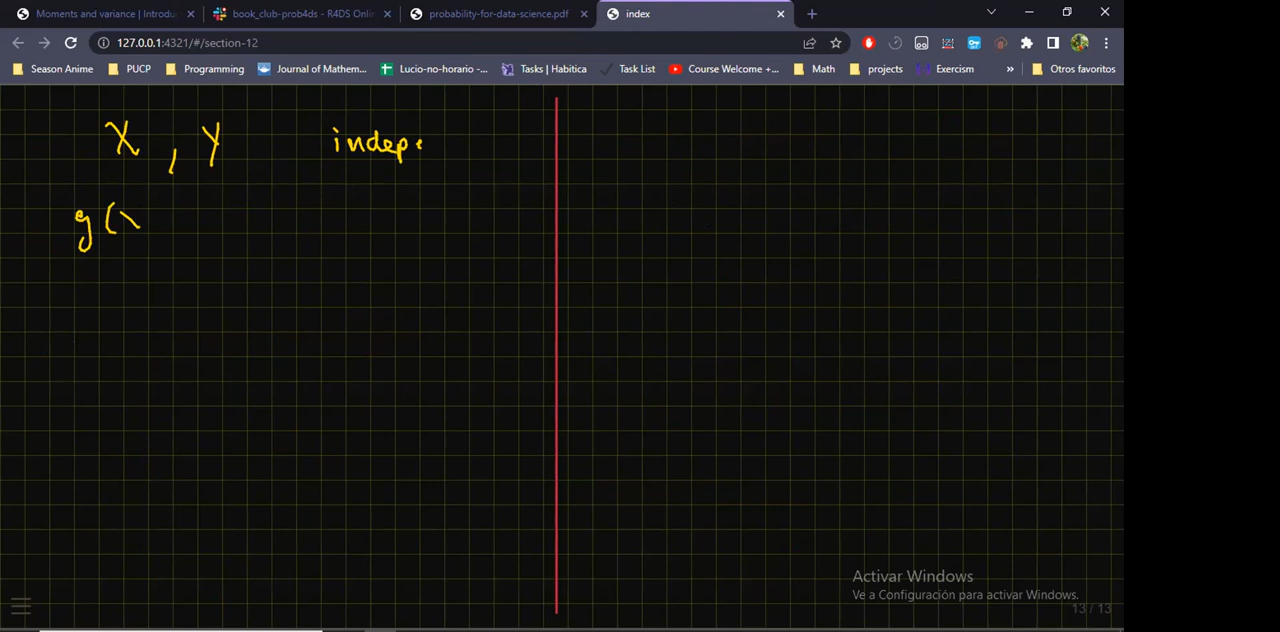 Moments and variance | Introdu
book_club-prob4ds - R4DS Onlin
probability-for-data-science.pdf
index
127.0.0.1:4321/#/section-12
Season Anime
PUCP
Programming
Journal of Mathem...
Lucio-no-horario -...
Tasks | Habitica
Task List
Course Welcome +...
Math
projects
Exercism
»
Otros favoritos
X , Y indep.
g(
Activar Windows
Ve a Configuración para activar Windows.
13 / 13